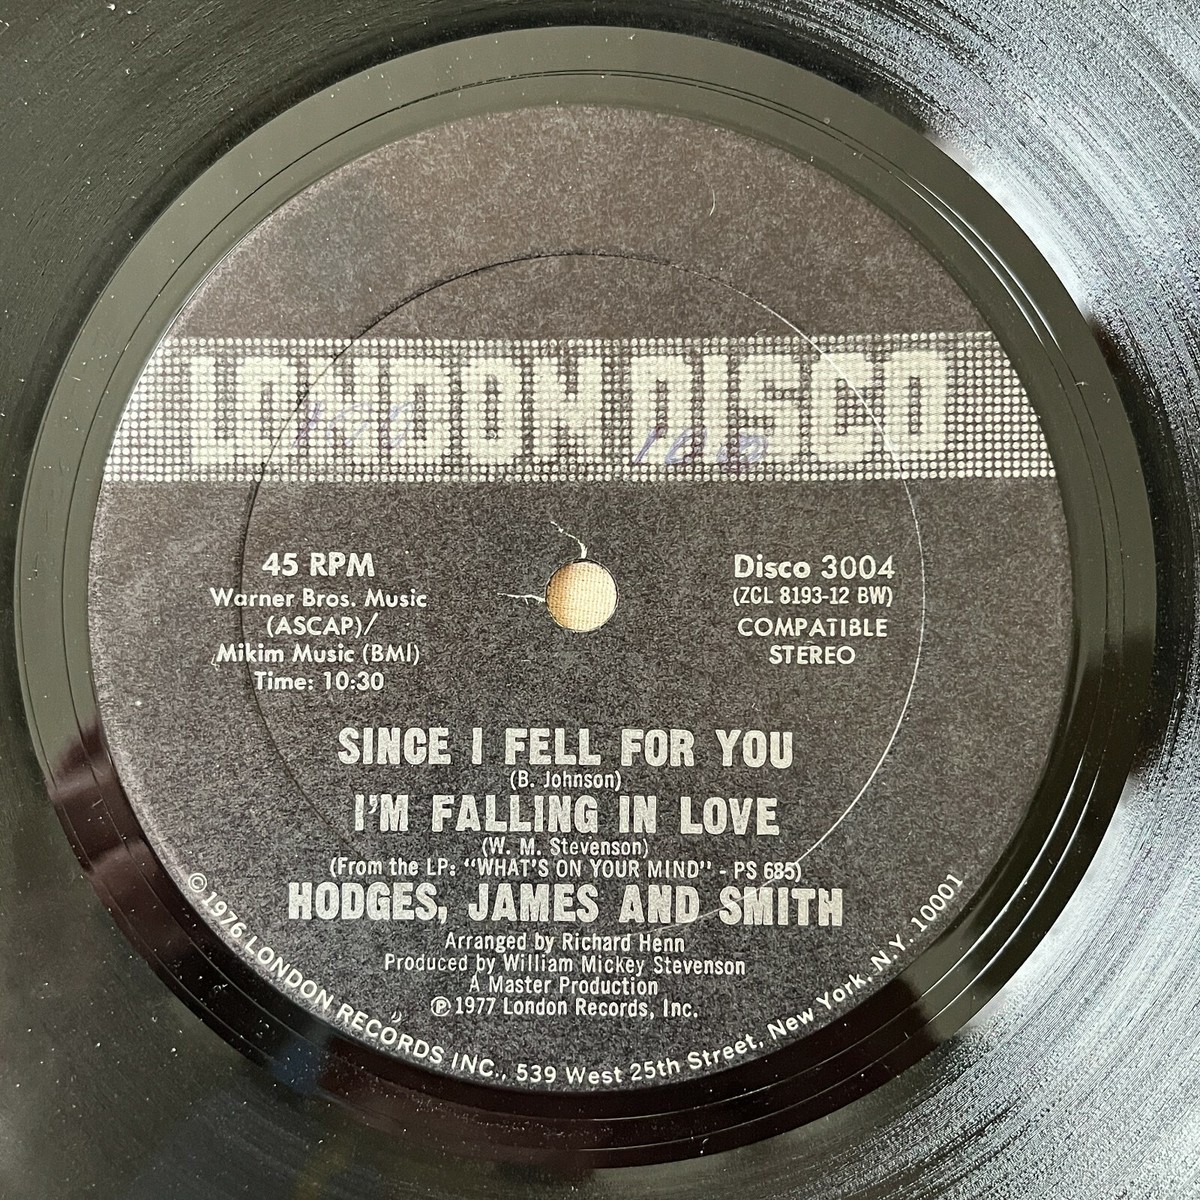 LONDON DISCO
100
45 RPM
Warner Bros. Music
(ASCAP)/
Mikim Music (BMI)
Time: 10:30
Disco 3004
(ZCL 8193-12 BW)
COMPATIBLE
STEREO
SINCE I FELL FOR YOU
(B. Johnson)
I'M FALLING IN LOVE
(W. M. Stevenson)
(From the LP: "WHAT'S ON YOUR MIND" - PS 685)
HODGES, JAMES AND SMITH
Arranged by Richard Henn
Produced by William Mickey Stevenson
A Master Production
℗ 1977 London Records, Inc.
© 1976 LONDON RECORDS INC., 539 West 25th Street, New York, N.Y. 10001